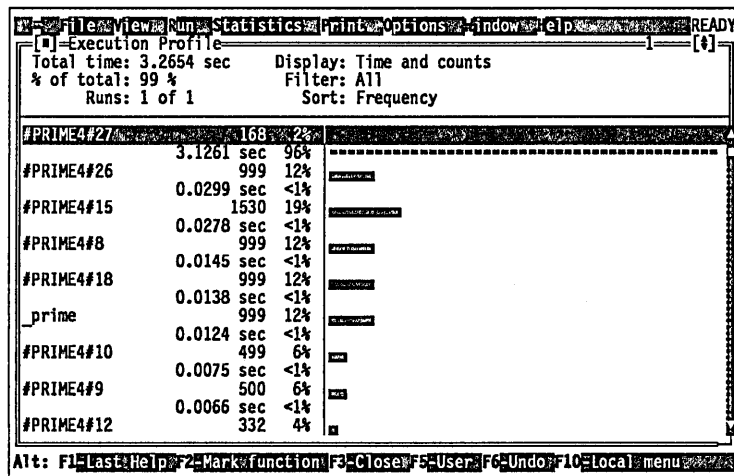 ≡ File View Run Statistics Print Options Window Help READY
[■]=Execution Profile 1 [↕]
Total time: 3.2654 sec Display: Time and counts
% of total: 99 % Filter: All
Runs: 1 of 1 Sort: Frequency
#PRIME4#27 168 2%
3.1261 sec 96%
#PRIME4#26 999 12%
0.0299 sec <1%
#PRIME4#15 1530 19%
0.0278 sec <1%
#PRIME4#8 999 12%
0.0145 sec <1%
#PRIME4#18 999 12%
0.0138 sec <1%
_prime 999 12%
0.0124 sec <1%
#PRIME4#10 499 6%
0.0075 sec <1%
#PRIME4#9 500 6%
0.0066 sec <1%
#PRIME4#12 332 4%
Alt: F1-Last Help F2-Mark function F3-Close F5-User F6-Undo F10-Local menu